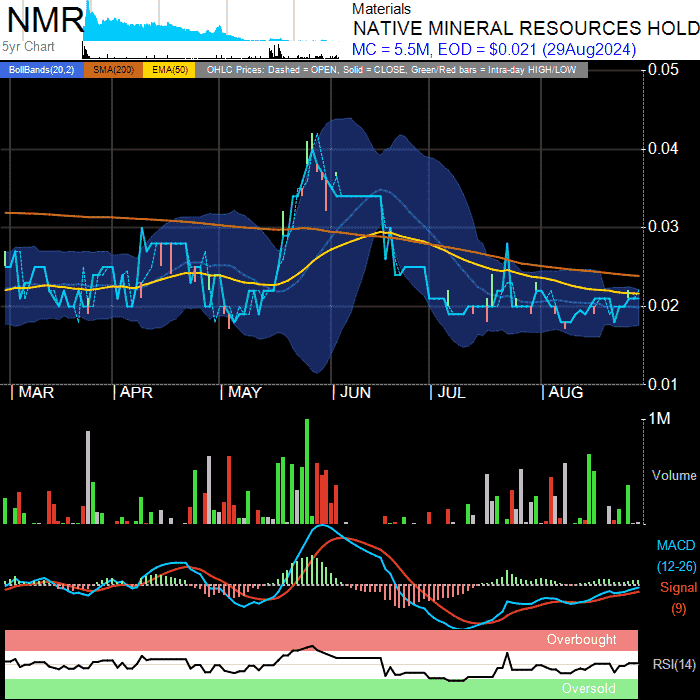 NMR
5yr Chart
Materials
NATIVE MINERAL RESOURCES HOLD
MC = 5.5M, EOD = $0.021 (29Aug2024)
BollBands(20,2) SMA(200) EMA(50) OHLC Prices: Dashed = OPEN, Solid = CLOSE, Green/Red bars = Intra-day HIGH/LOW
0.05
0.04
0.03
0.02
0.01
MAR APR MAY JUN JUL AUG
1M
Volume
MACD
(12-26)
Signal
(9)
Overbought
RSI(14)
Oversold